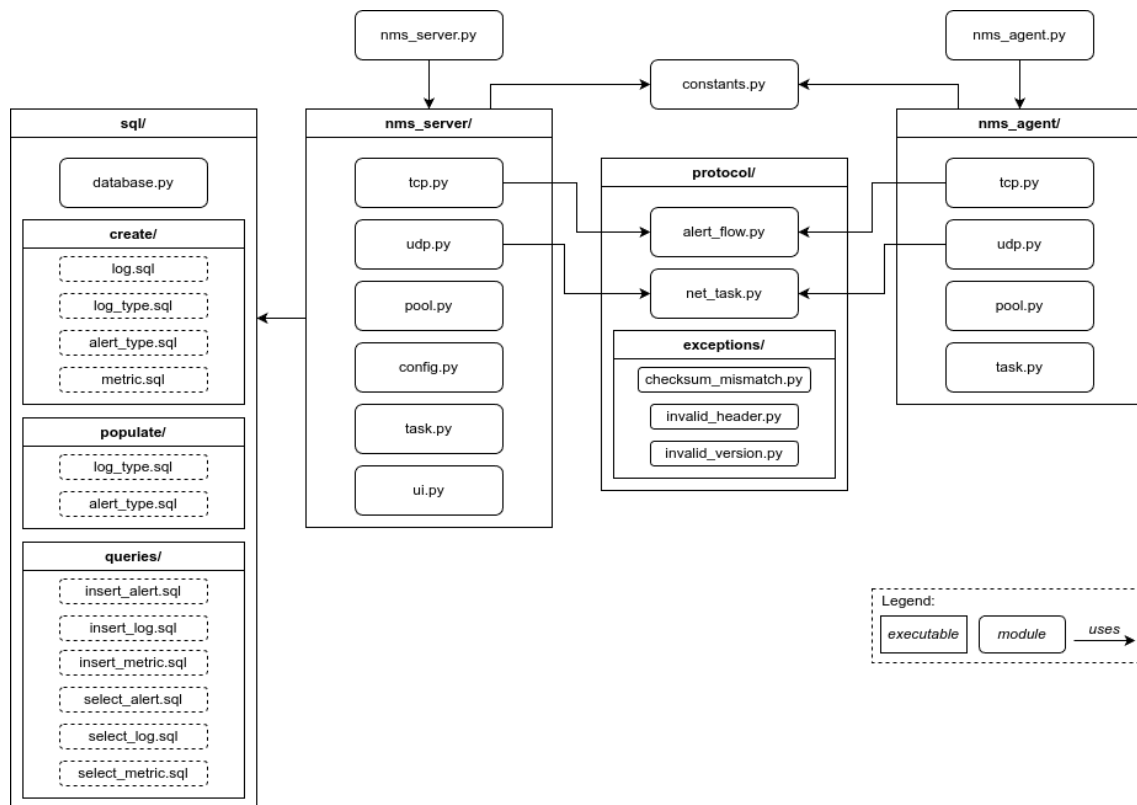 nms_server.py
nms_agent.py
constants.py
sql/
database.py
create/
log.sql
log_type.sql
alert_type.sql
metric.sql
populate/
log_type.sql
alert_type.sql
queries/
insert_alert.sql
insert_log.sql
insert_metric.sql
select_alert.sql
select_log.sql
select_metric.sql
nms_server/
tcp.py
udp.py
pool.py
config.py
task.py
ui.py
protocol/
alert_flow.py
net_task.py
exceptions/
checksum_mismatch.py
invalid_header.py
invalid_version.py
nms_agent/
tcp.py
udp.py
pool.py
task.py
Legend:
executable
module
uses